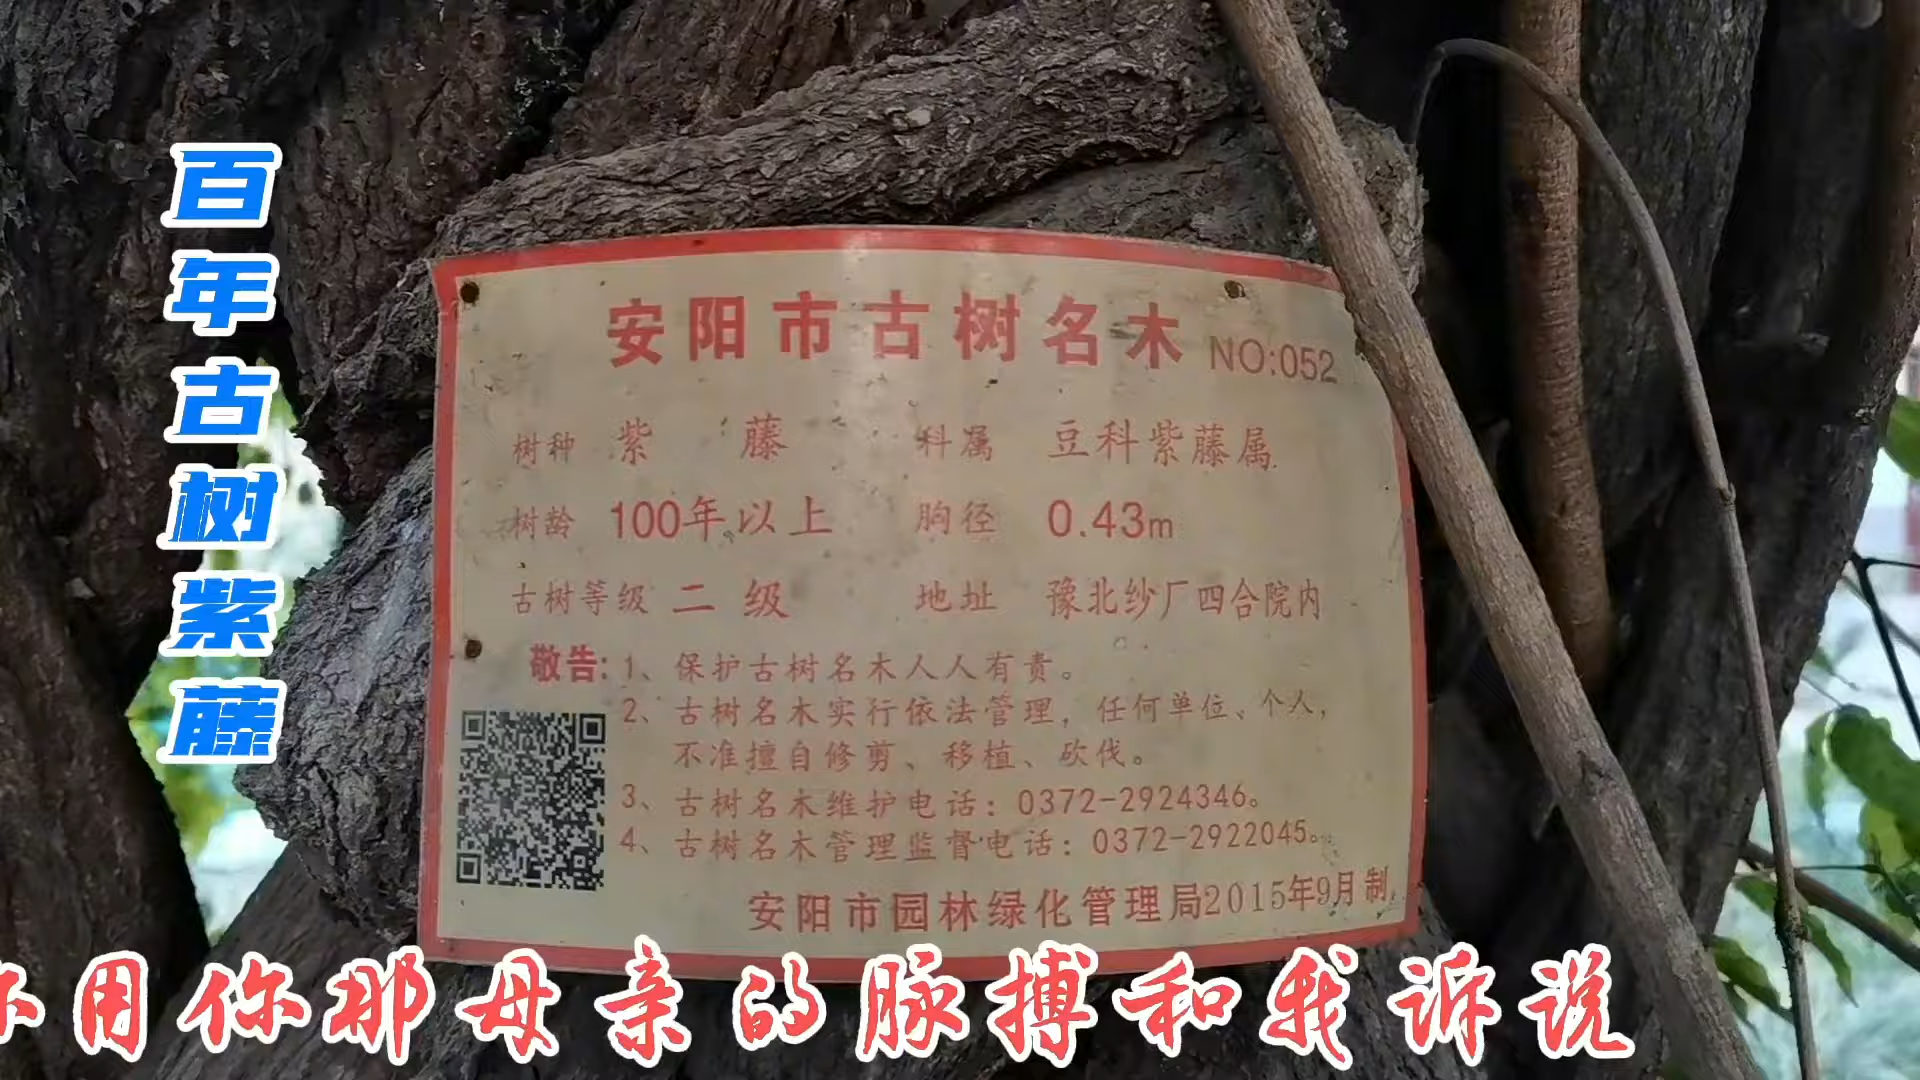 百年古树紫藤
安阳市古树名木 NO:052
树种 紫 藤 科属 豆科紫藤属
树龄 100年以上 胸径 0.43m
古树等级 二级 地址 豫北纱厂四合院内
敬告:1、保护古树名木人人有责。
2、古树名木实行依法管理,任何单位、个人,
不准擅自修剪、移植、砍伐。
3、古树名木维护电话:0372-2924346。
4、古树名木管理监督电话:0372-2922045。
安阳市园林绿化管理局2015年9月制
你用你那母亲的脉搏和我诉说